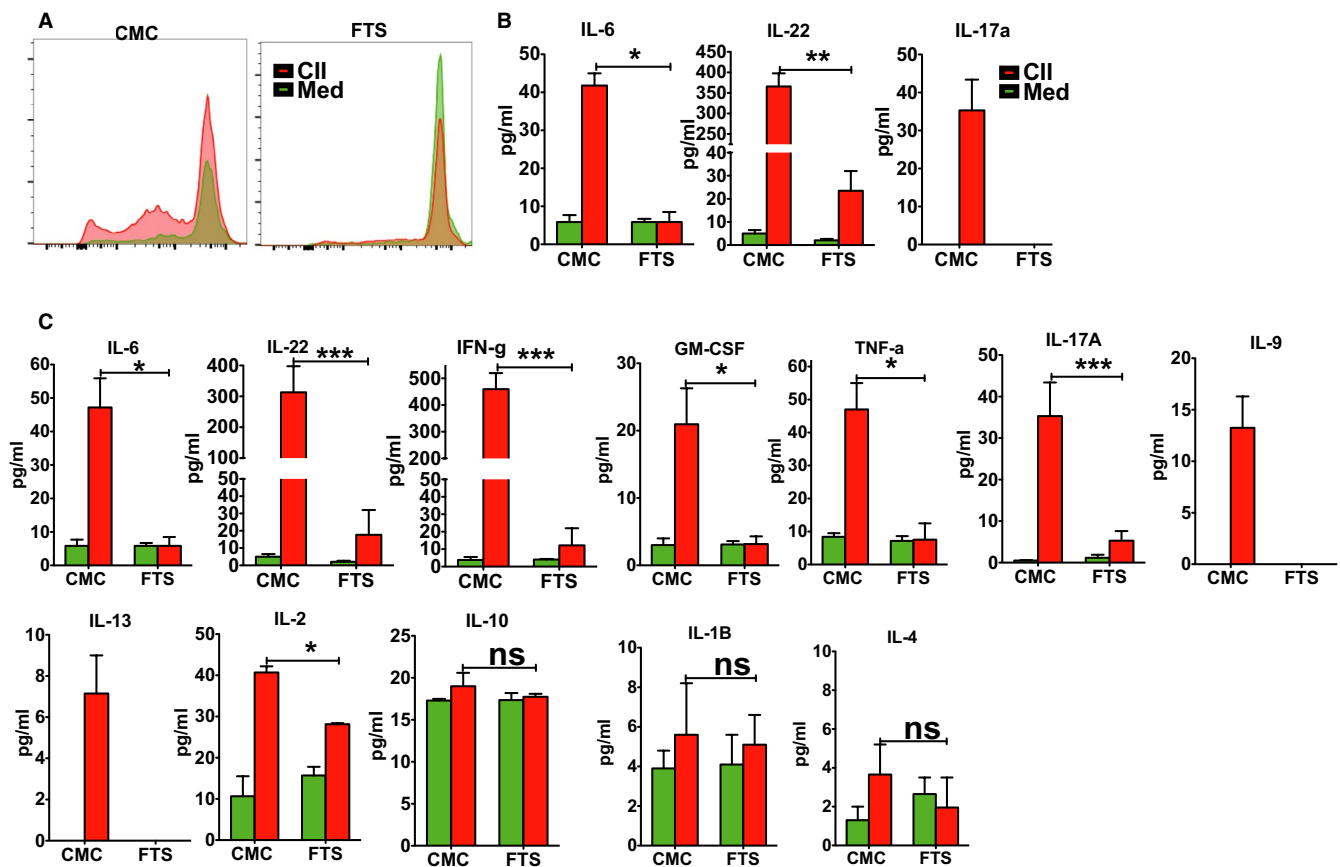 A
CMC
FTS
CII
Med
B
IL-6
pg/ml
50
40
30
20
10
0
*
CMC FTS
IL-22
pg/ml
450
400
350
300
250
200
150
40
30
20
10
0
**
CMC FTS
IL-17a
pg/ml
50
40
30
20
10
0
CII
Med
CMC FTS
C
IL-6
pg/ml
60
50
40
30
20
10
0
*
CMC FTS
IL-22
pg/ml
400
300
200
100
50
40
30
20
10
0
***
CMC FTS
IFN-g
pg/ml
500
400
300
200
100
50
40
30
20
10
0
***
CMC FTS
GM-CSF
pg/ml
30
20
10
0
*
CMC FTS
TNF-a
pg/ml
60
50
40
30
20
10
0
*
CMC FTS
IL-17A
pg/ml
50
40
30
20
10
0
***
CMC FTS
IL-9
pg/ml
20
15
10
5
0
CMC FTS
IL-13
pg/ml
10
8
6
4
2
0
CMC FTS
IL-2
pg/ml
50
40
30
20
10
0
*
CMC FTS
IL-10
pg/ml
25
20
15
10
5
0
ns
CMC FTS
IL-1B
pg/ml
10
8
6
4
2
0
ns
CMC FTS
IL-4
pg/ml
10
8
6
4
2
0
ns
CMC FTS